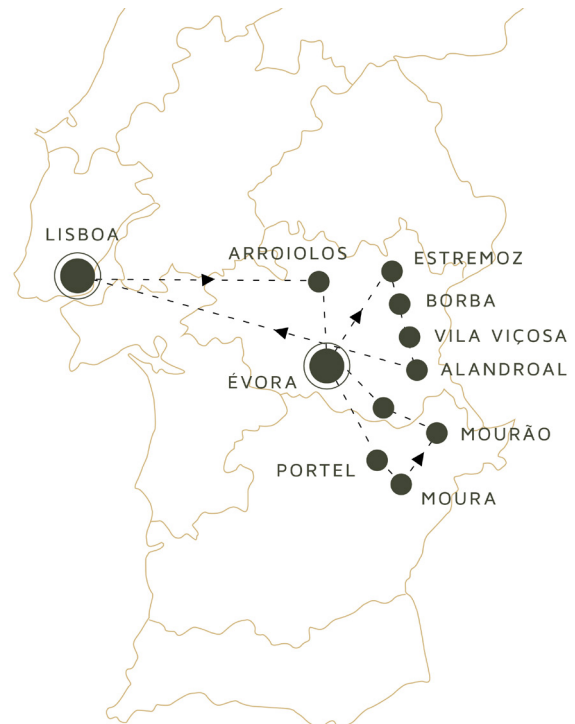 LISBOA
ARROIOLOS
ESTREMOZ
BORBA
VILA VIÇOSA
ALANDROAL
ÉVORA
MOURÃO
PORTEL
MOURA